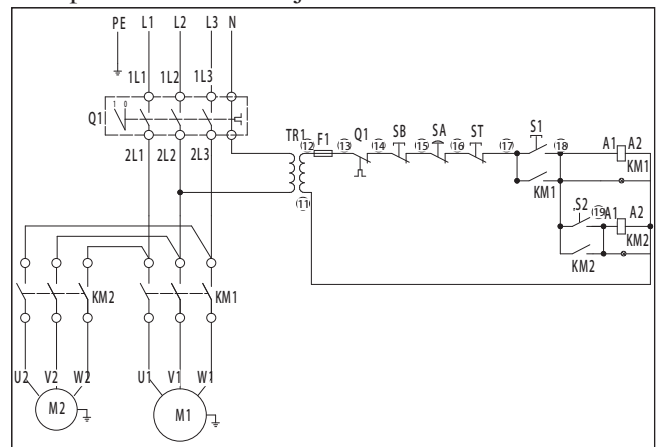 PE L1 L2 L3 N
1L1 1L2 1L3
Q1 1 0
2L1 2L2 2L3
TR1 12 F1 13 Q1 14 SB 15 SA 16 ST 17 S1 18 A1 A2
KM1 KM1
11
S2 19 A1 A2
KM2
KM2
KM2 KM1
U2 V2 W2 U1 V1 W1
M2 M1